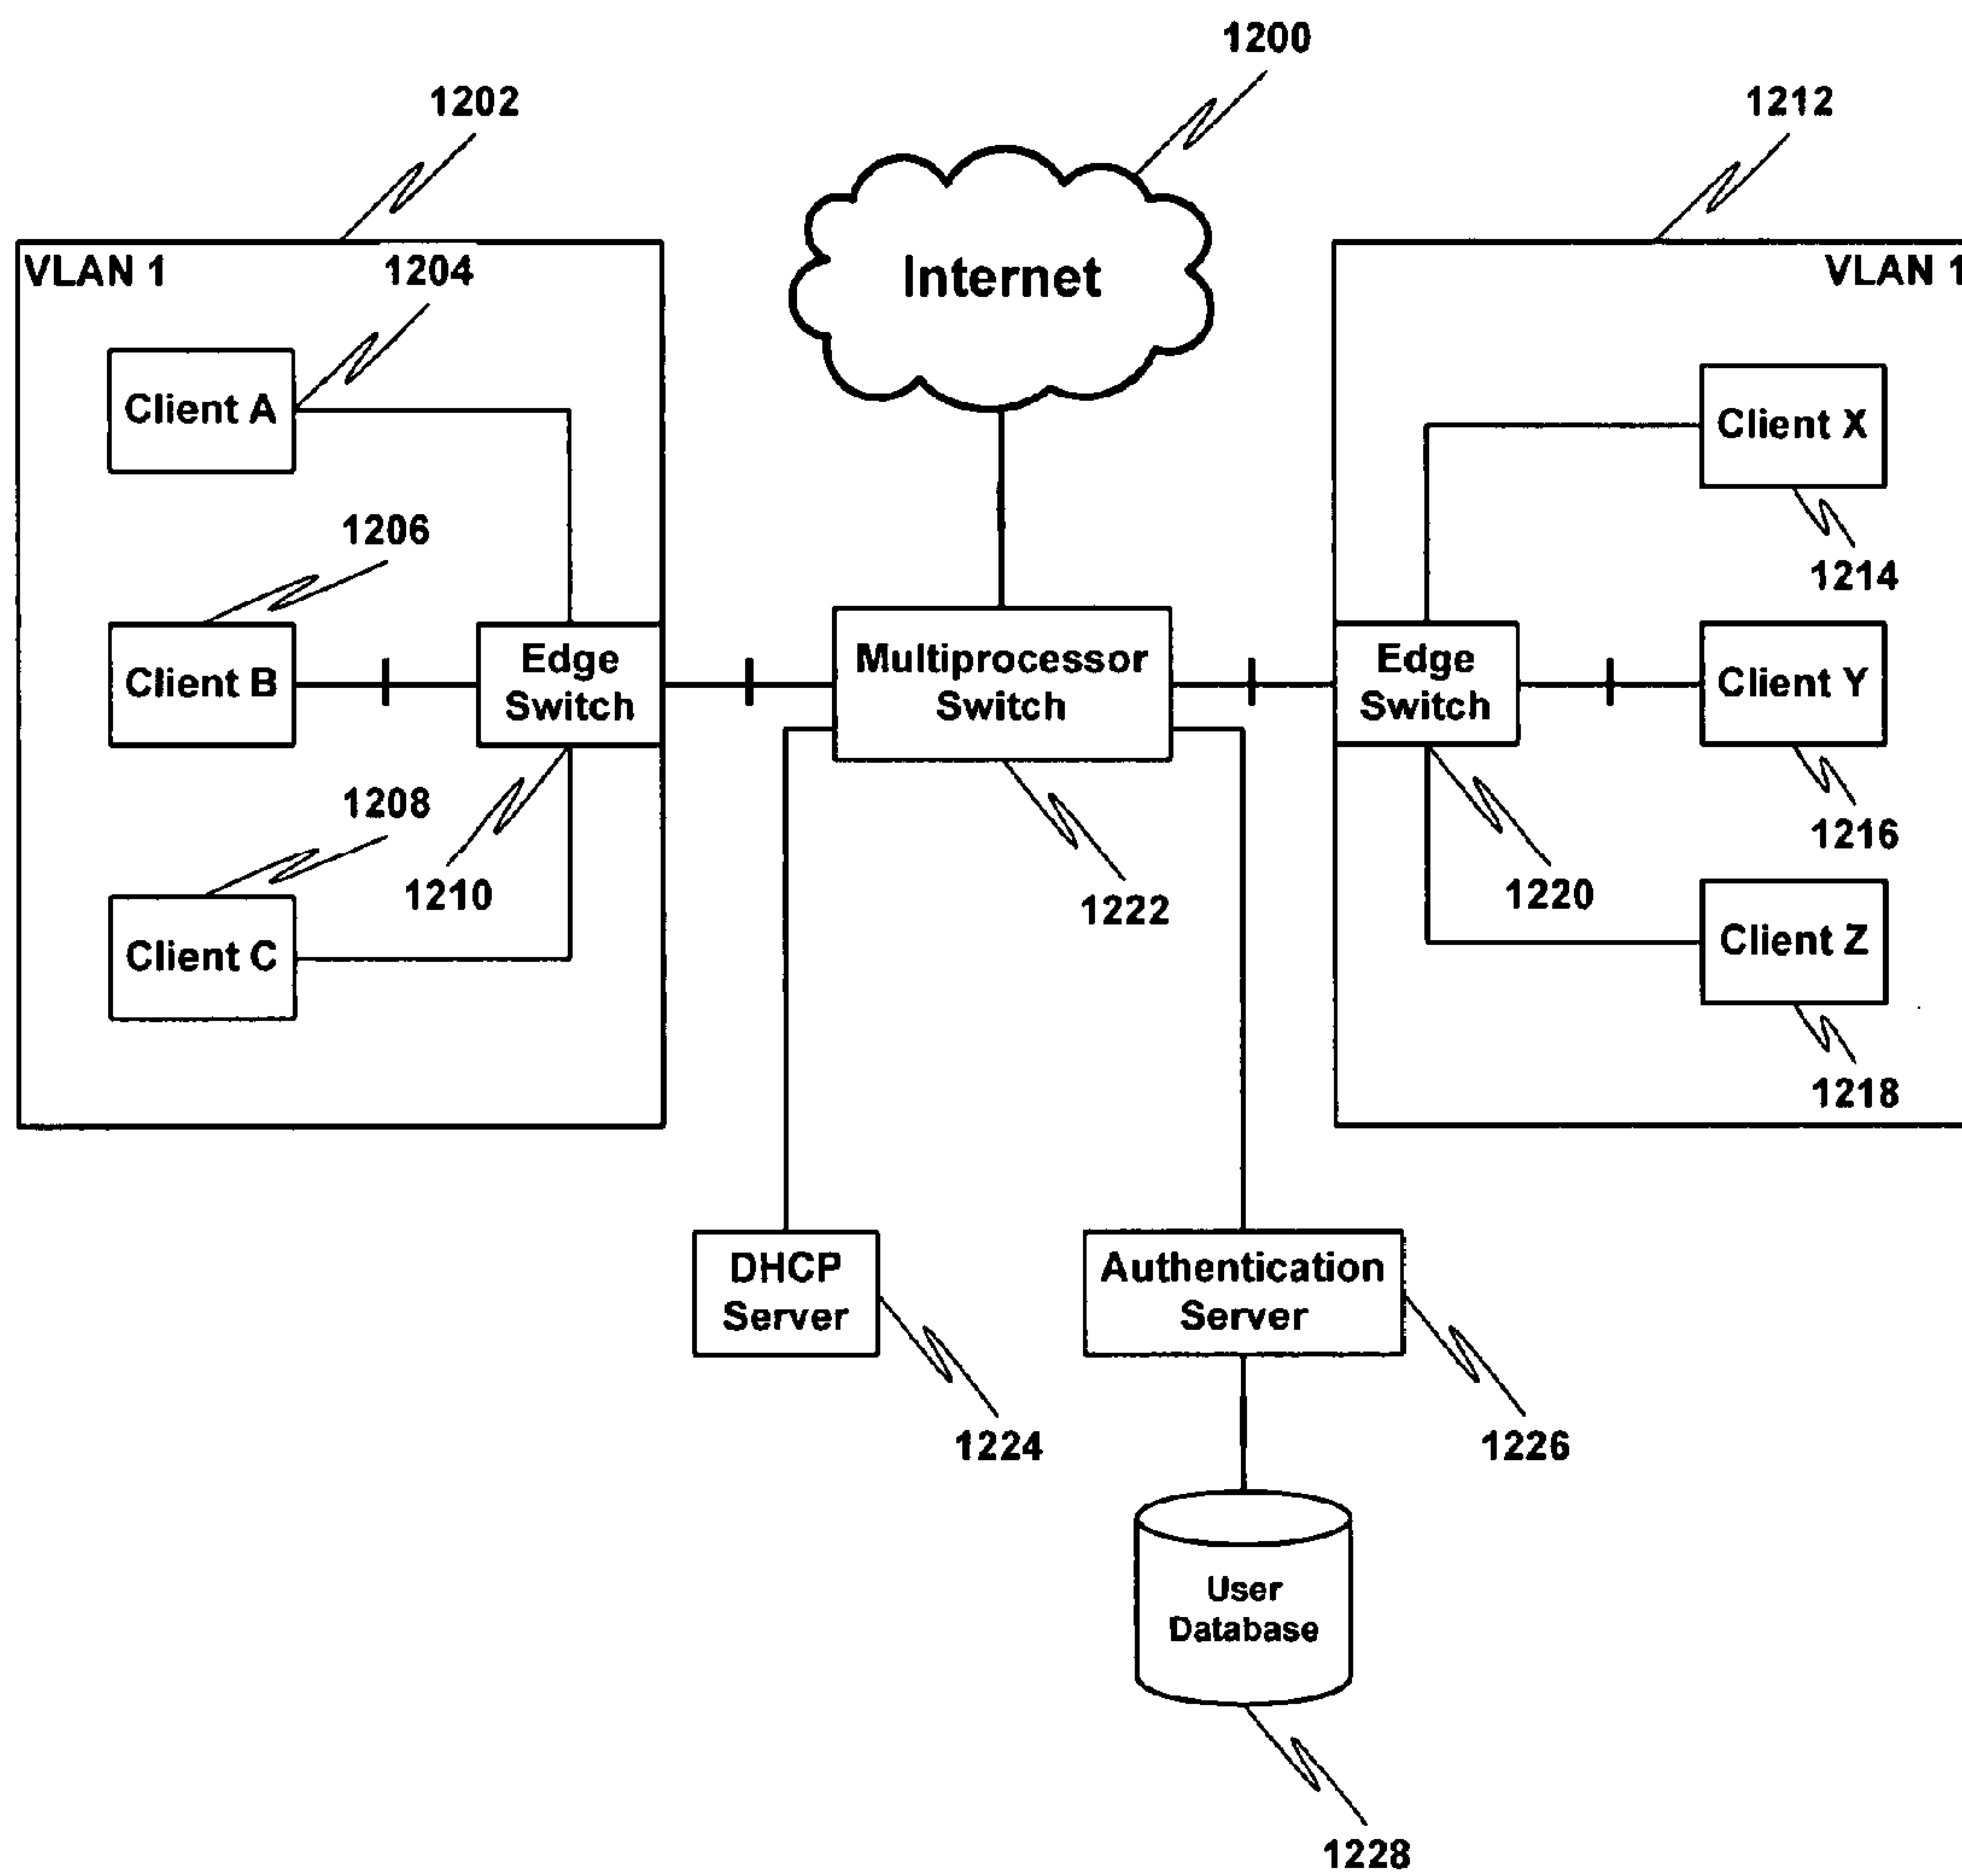 1200
1202
1212
VLAN 1
1204
Internet
VLAN 1
Client A
Client X
1206
1214
Client B
Edge
Switch
Multiprocessor
Switch
Edge
Switch
Client Y
1208
1210
1222
1220
1216
Client C
Client Z
1218
DHCP
Server
Authentication
Server
1224
1226
User
Database
1228